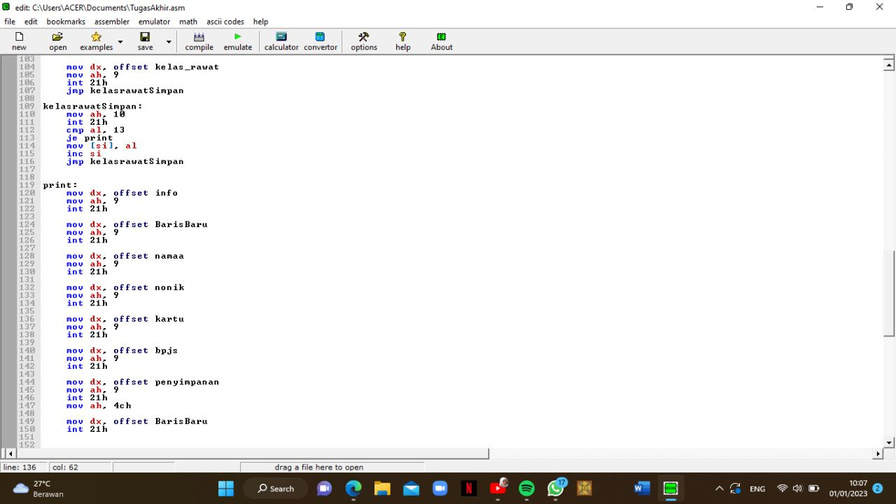 edit: C:\Users\ACER\Documents\TugasAkhir.asm
file edit bookmarks assembler emulator math ascii codes help
new open examples save compile emulate calculator convertor options help About
103
104 mov dx, offset kelas_rawat
105 mov ah, 9
106 int 21h
107 jmp kelasrawatSimpan
108
109 kelasrawatSimpan:
110 mov ah, 10
111 int 21h
112 cmp al, 13
113 je print
114 mov [si], al
115 inc si
116 jmp kelasrawatSimpan
117
118
119 print:
120 mov dx, offset info
121 mov ah, 9
122 int 21h
123
124 mov dx, offset BarisBaru
125 mov ah, 9
126 int 21h
127
128 mov dx, offset namaa
129 mov ah, 9
130 int 21h
131
132 mov dx, offset nonik
133 mov ah, 9
134 int 21h
135
136 mov dx, offset kartu
137 mov ah, 9
138 int 21h
139
140 mov dx, offset bpjs
141 mov ah, 9
142 int 21h
143
144 mov dx, offset penyimpanan
145 mov ah, 9
146 int 21h
147 mov ah, 4ch
148
149 mov dx, offset BarisBaru
150 int 21h
151
152
line: 136 col: 62 drag a file here to open
27°C
Berawan
Search
17
ENG
10:07
01/01/2023
2